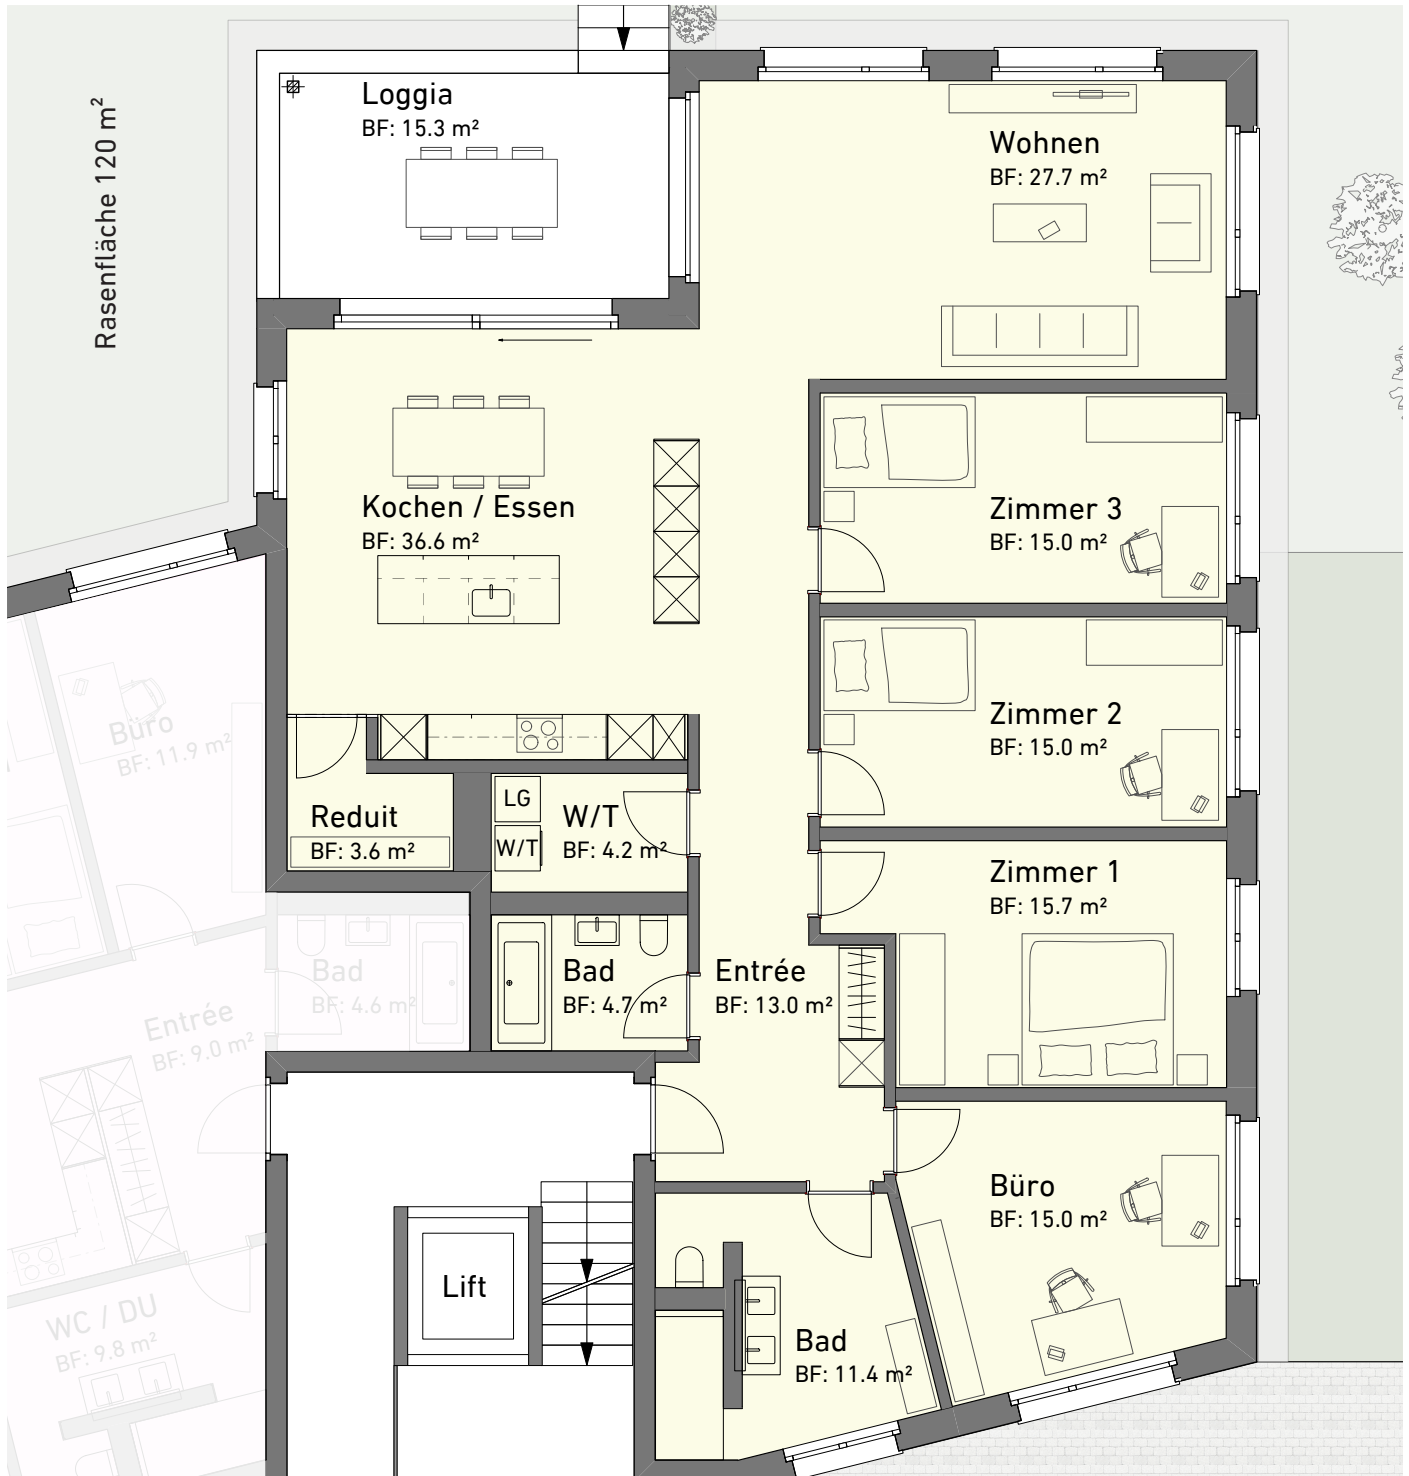 Rasenfläche 120 m²
Loggia
BF: 15.3 m²
Wohnen
BF: 27.7 m²
Kochen / Essen
BF: 36.6 m²
Zimmer 3
BF: 15.0 m²
Büro
BF: 11.9 m²
Zimmer 2
BF: 15.0 m²
Reduit
BF: 3.6 m²
LG
W/T
W/T
BF: 4.2 m²
Zimmer 1
BF: 15.7 m²
Bad
BF: 4.6 m²
Bad
BF: 4.7 m²
Entrée
BF: 13.0 m²
Entrée
BF: 9.0 m²
Büro
BF: 15.0 m²
Lift
WC / DU
BF: 9.8 m²
Bad
BF: 11.4 m²